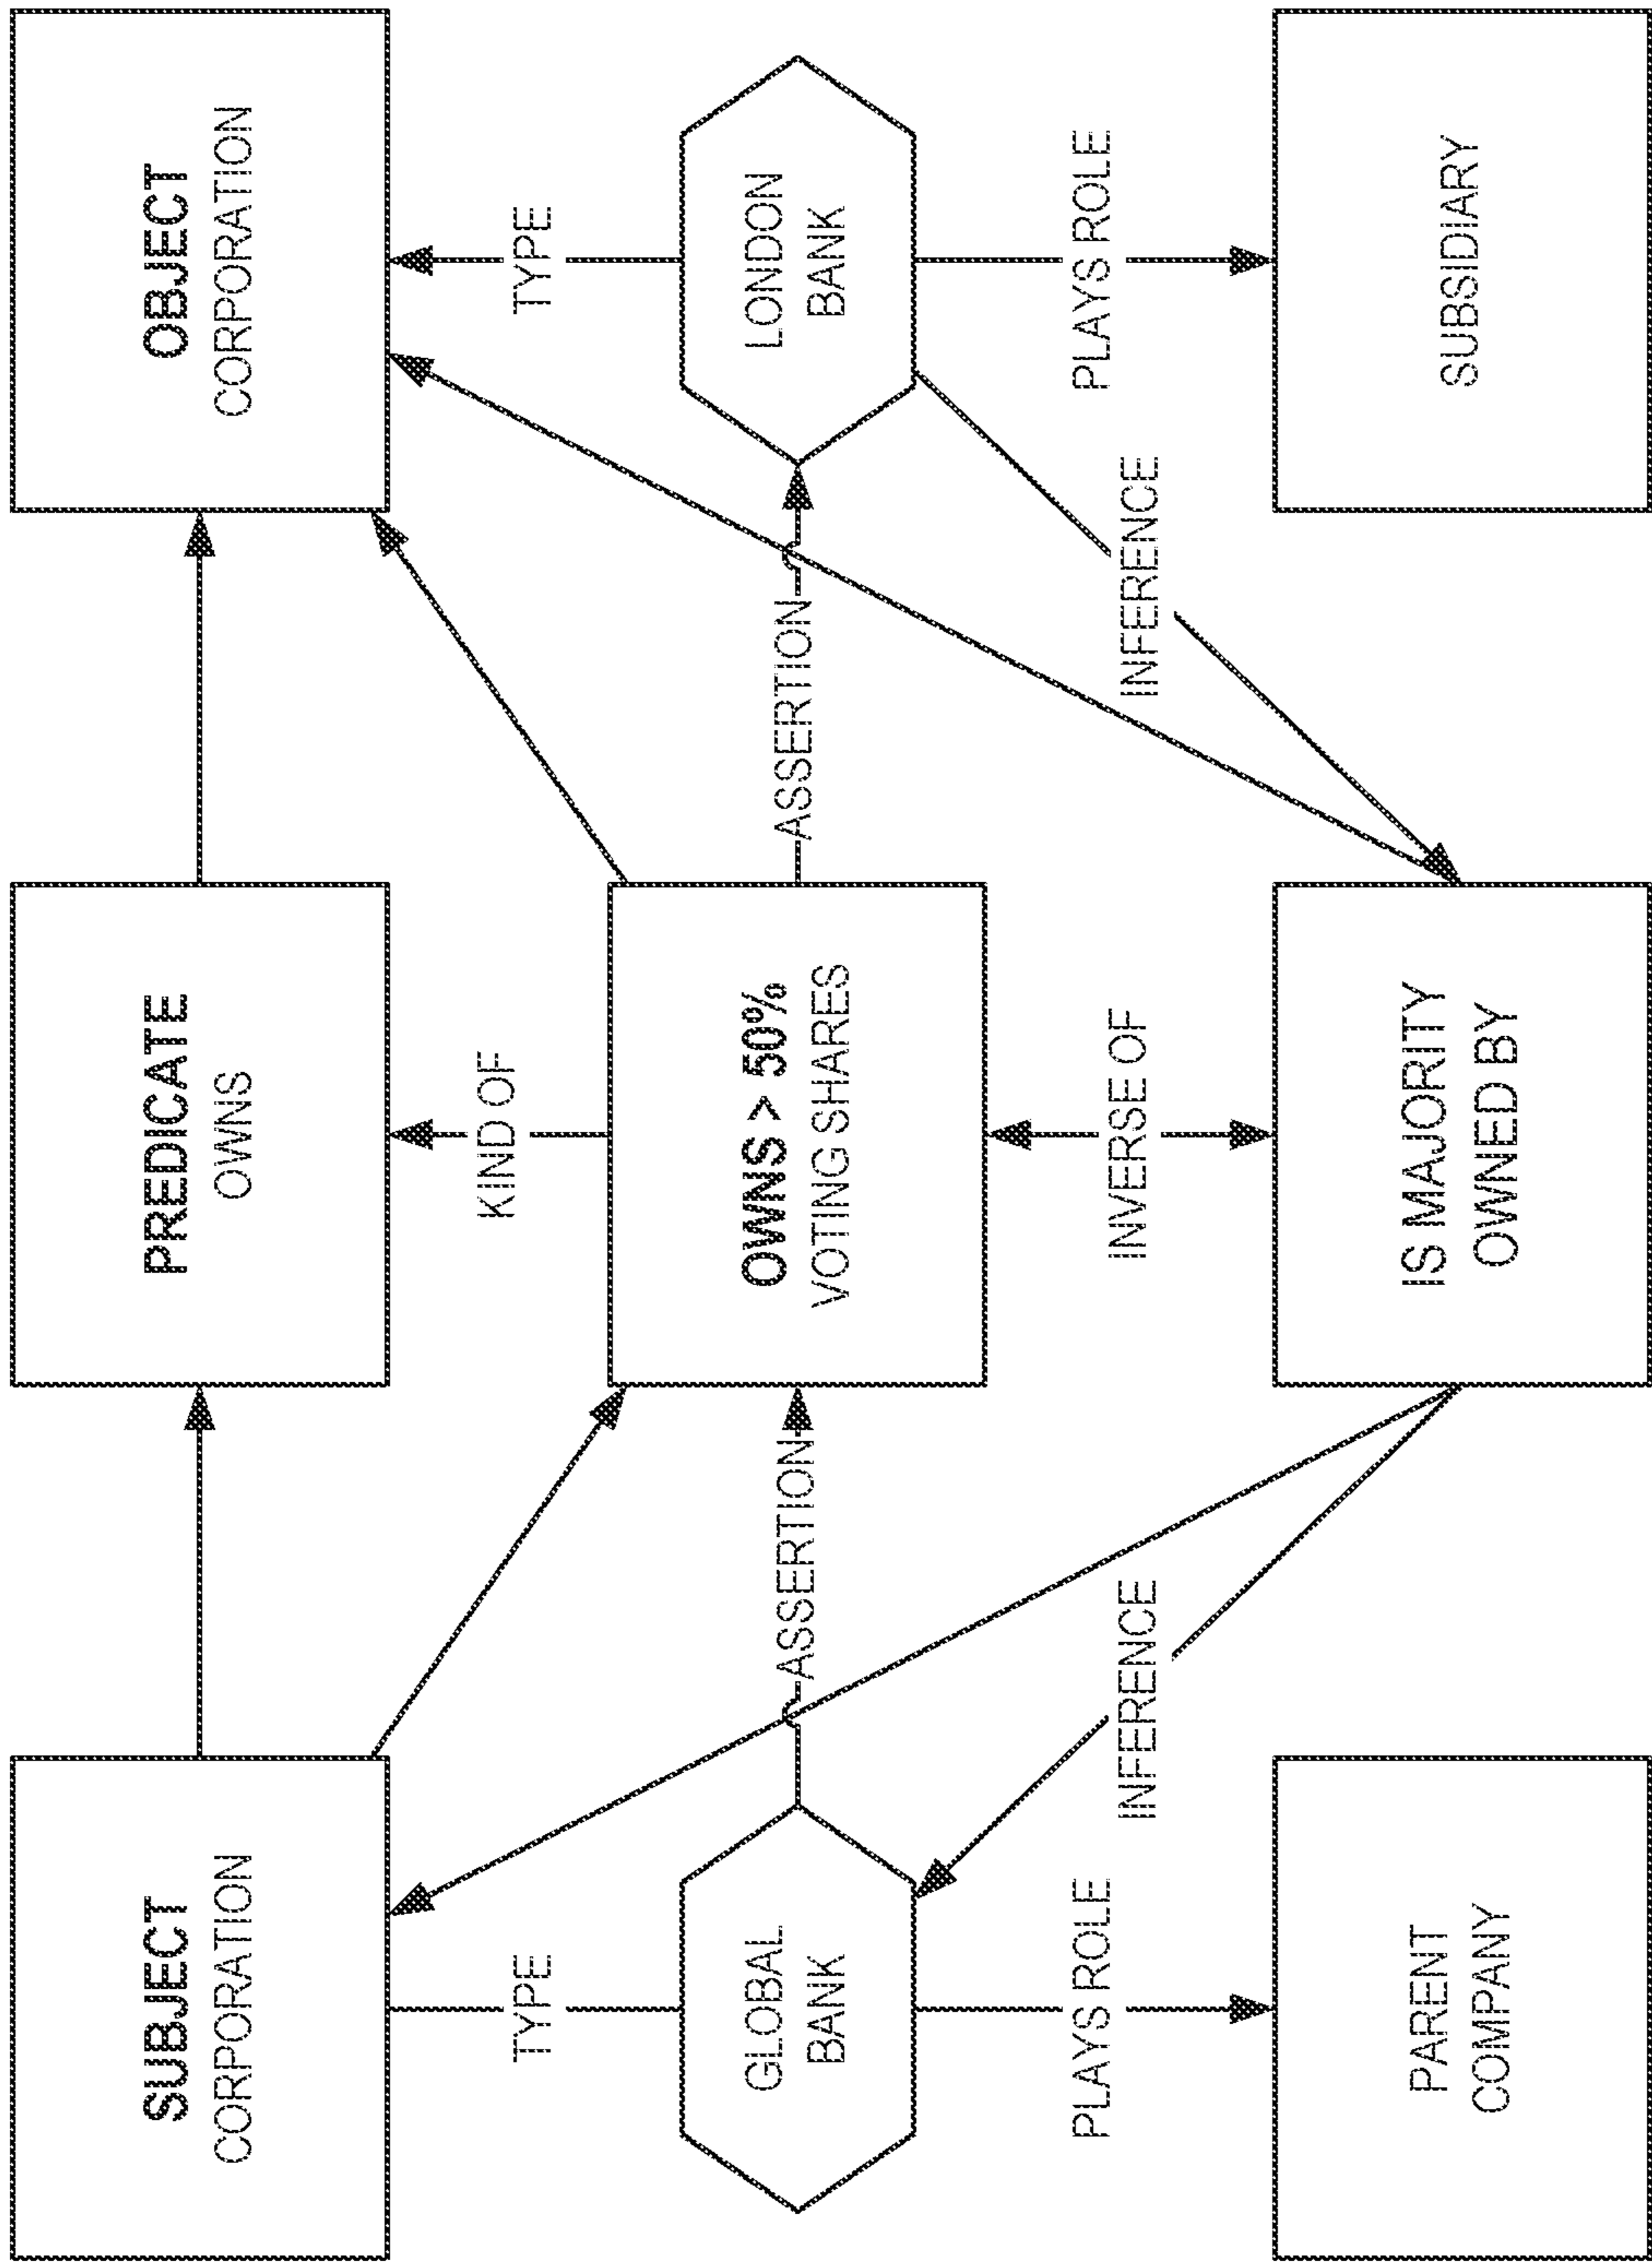 SUBJECT
CORPORATION
PREDICATE
OWNS
OBJECT
CORPORATION
TYPE
KIND OF
TYPE
GLOBAL
BANK
ASSERTION
OWNS > 50%
VOTING SHARES
ASSERTION
LONDON
BANK
PLAYS ROLE
INFERENCE
INVERSE OF
INFERENCE
PLAYS ROLE
PARENT
COMPANY
IS MAJORITY
OWNED BY
SUBSIDIARY